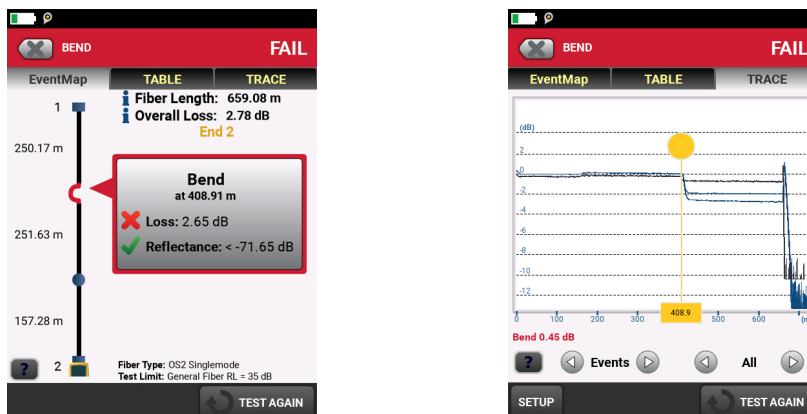 BEND
FAIL
EventMap
TABLE
TRACE
1
Fiber Length: 659.08 m
Overall Loss: 2.78 dB
End 2
250.17 m
Bend
at 408.91 m
Loss: 2.65 dB
Reflectance: < -71.65 dB
251.63 m
157.28 m
? 2
Fiber Type: OS2 Singlemode
Test Limit: General Fiber RL = 35 dB
TEST AGAIN
BEND
FAIL
EventMap
TABLE
TRACE
(dB)
2
0
-2
-4
-6
-8
-10
-12
0 100 200 300 408.9 500 600
Bend 0.45 dB
? Events All
SETUP
TEST AGAIN